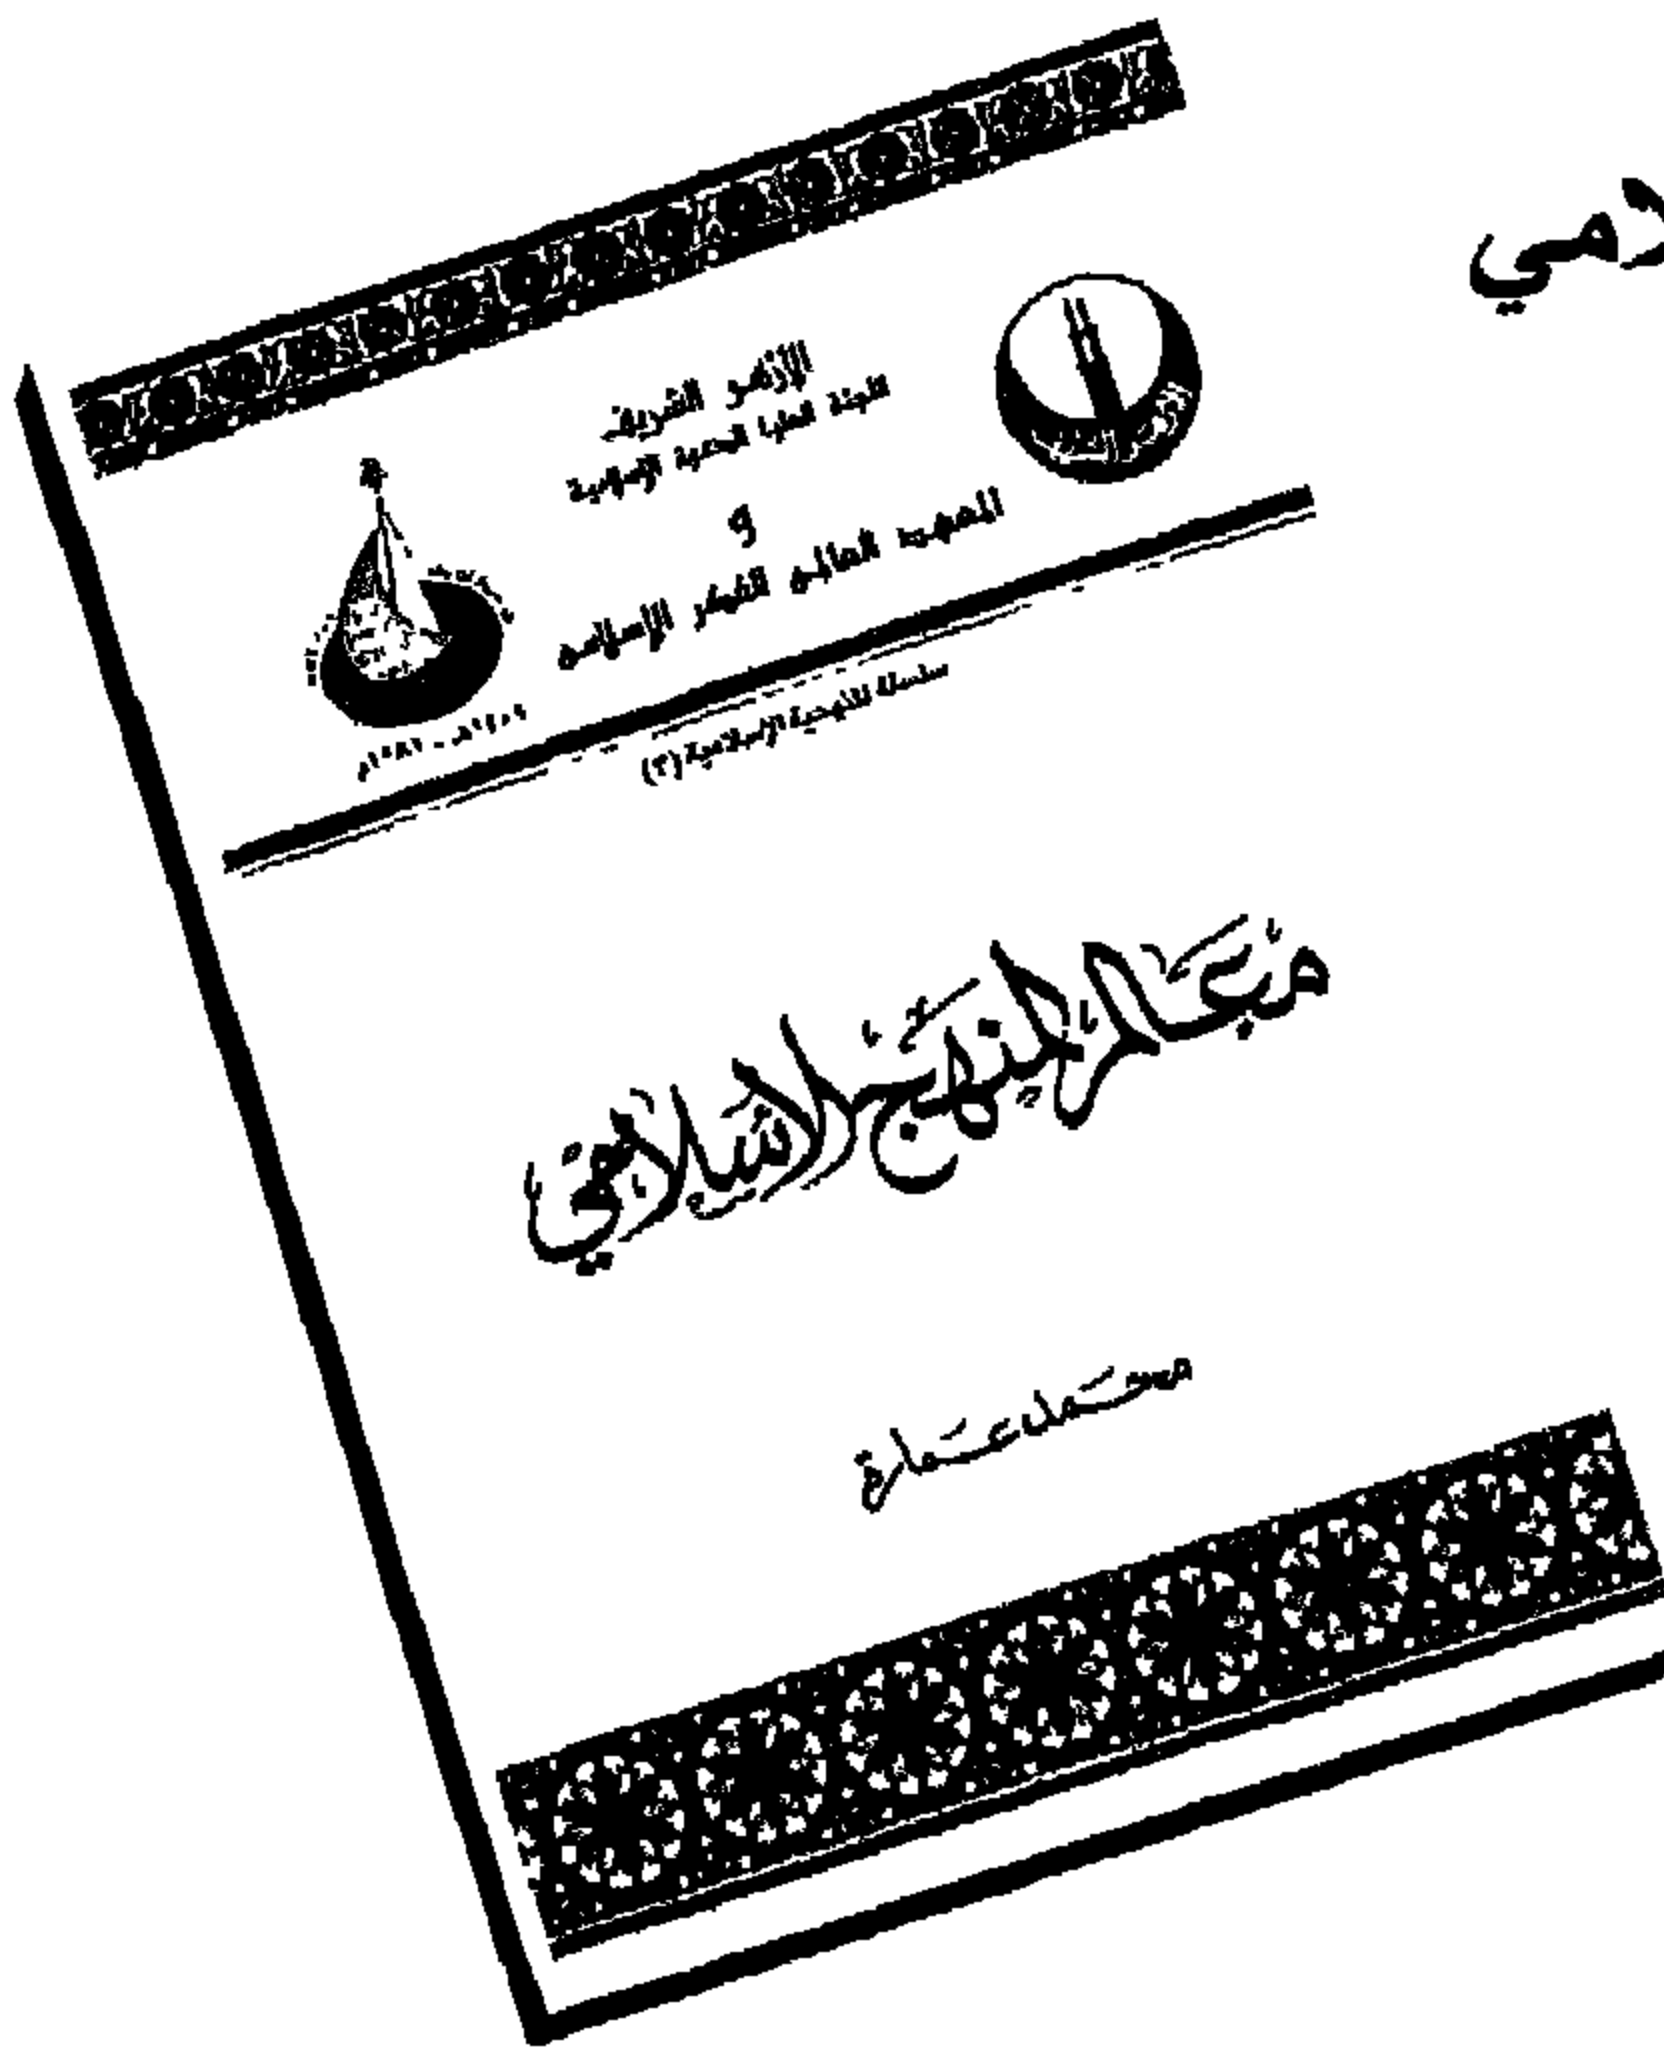 الأزهر الشريف
اللجنة العليا للدعوة الإسلامية
و
المعهد العالمي للفكر الإسلامي
سلسلة المنهجية الإسلامية (٣)
معالم المنهج الإسلامي
محمد عمارة